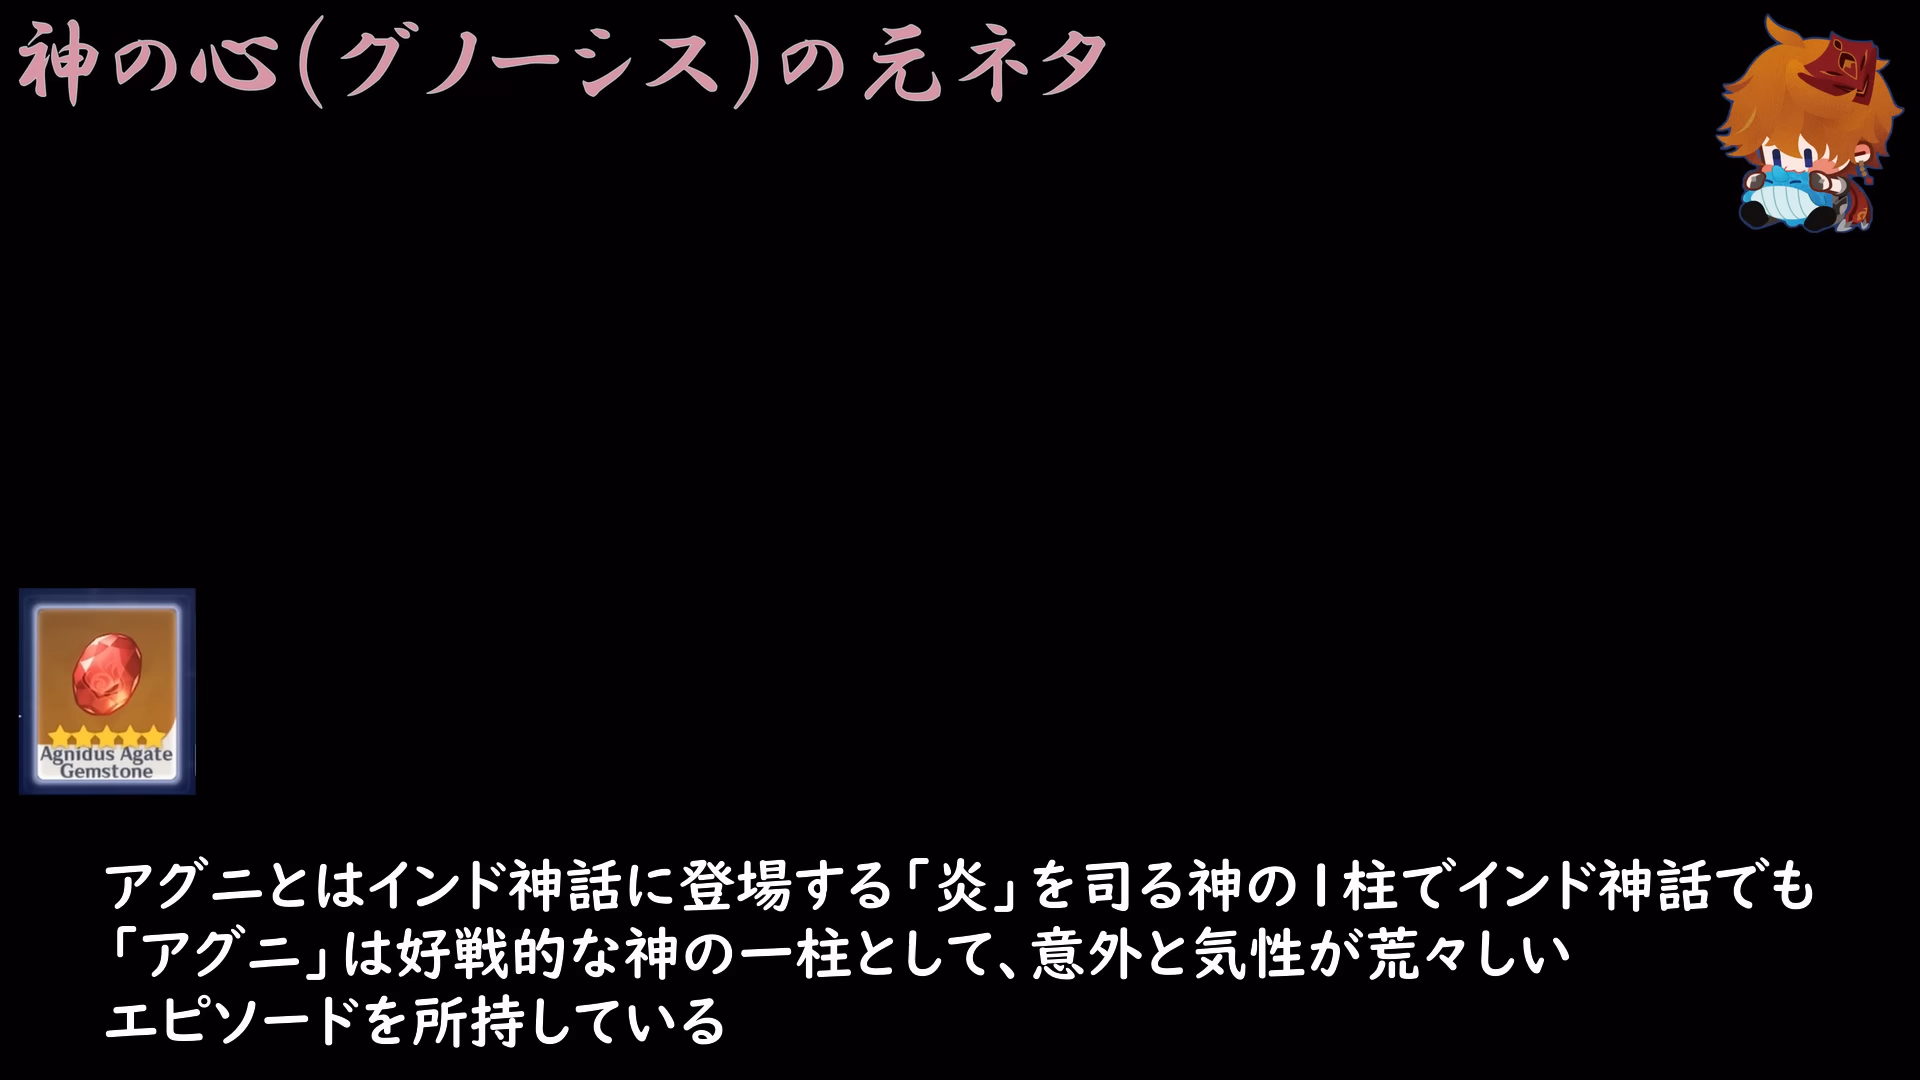 神の心(グノーシス)の元ネタ
Agnidus Agate
Gemstone
アグニとはインド神話に登場する「炎」を司る神の1柱でインド神話でも
「アグニ」は好戦的な神の一柱として、意外と気性が荒々しい
エピソードを所持している